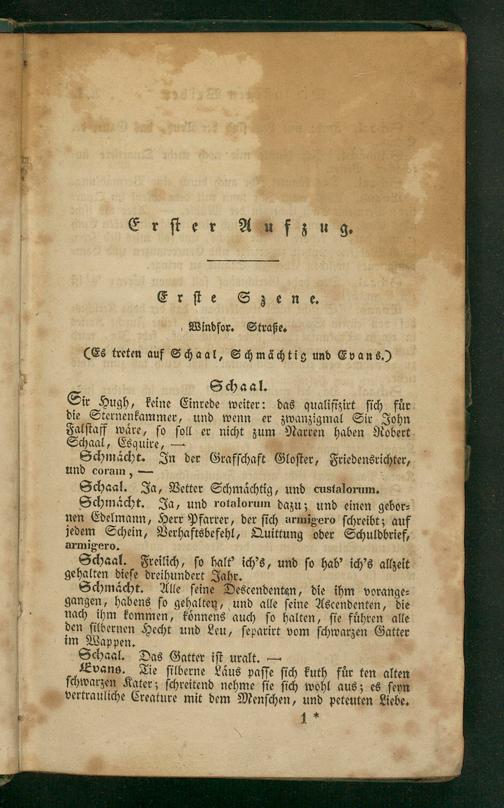 Erster Aufzug.
Erste Szene.
Windsor. Straße.
(Es treten auf Schaal, Schmächtig und Evans.)
Schaal.
Sir Hugh, keine Einrede weiter: das qualifizirt sich für
die Sternenkammer, und wenn er zwanzigmal Sir John
Falstaff wäre, so soll er nicht zum Narren haben Robert
Schaal, Esquire, —
Schmächt. In der Grafschaft Gloster, Friedensrichter,
und coram, —
Schaal. Ja, Vetter Schmächtig, und custalorum.
Schmächt. Ja, und rotalorum dazu; und einen gebor-
nen Edelmann, Herr Pfarrer, der sich armigero schreibt; auf
jedem Schein, Verhaftsbefehl, Quittung oder Schuldbrief,
armigero.
Schaal. Freilich, so halt' ich's, und so hab' ich's allzeit
gehalten diese dreihundert Jahr.
Schmächt. Alle seine Descendenten, die ihm vorange-
gangen, habens so gehalten, und alle seine Ascendenten, die
nach ihm kommen, könnens auch so halten, sie führen alle
den silbernen Hecht und Leu, separirt vom schwarzen Gatter
im Wappen.
Schaal. Das Gatter ist uralt. —
Evans. Tie silberne Läus passe sich kuth für ten alten
schwarzen Kater; schreitend nehme sie sich wohl aus; es seyn
vertrauliche Creature mit dem Menschen, und peteuten Liebe.
1 *